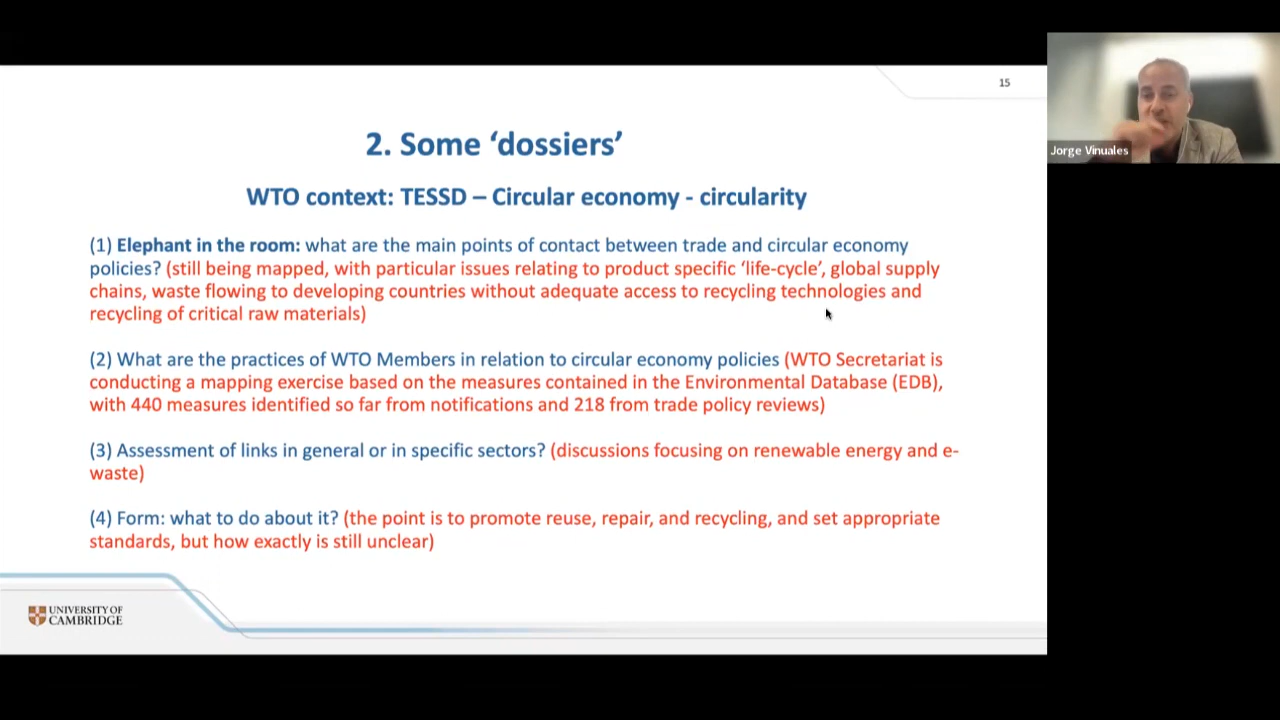 15
2. Some ‘dossiers’
WTO context: TESSD – Circular economy - circularity
(1) Elephant in the room: what are the main points of contact between trade and circular economy
policies? (still being mapped, with particular issues relating to product specific ‘life-cycle’, global supply
chains, waste flowing to developing countries without adequate access to recycling technologies and
recycling of critical raw materials)
(2) What are the practices of WTO Members in relation to circular economy policies (WTO Secretariat is
conducting a mapping exercise based on the measures contained in the Environmental Database (EDB),
with 440 measures identified so far from notifications and 218 from trade policy reviews)
(3) Assessment of links in general or in specific sectors? (discussions focusing on renewable energy and e-
waste)
(4) Form: what to do about it? (the point is to promote reuse, repair, and recycling, and set appropriate
standards, but how exactly is still unclear)
UNIVERSITY OF
CAMBRIDGE
Jorge Vinuales